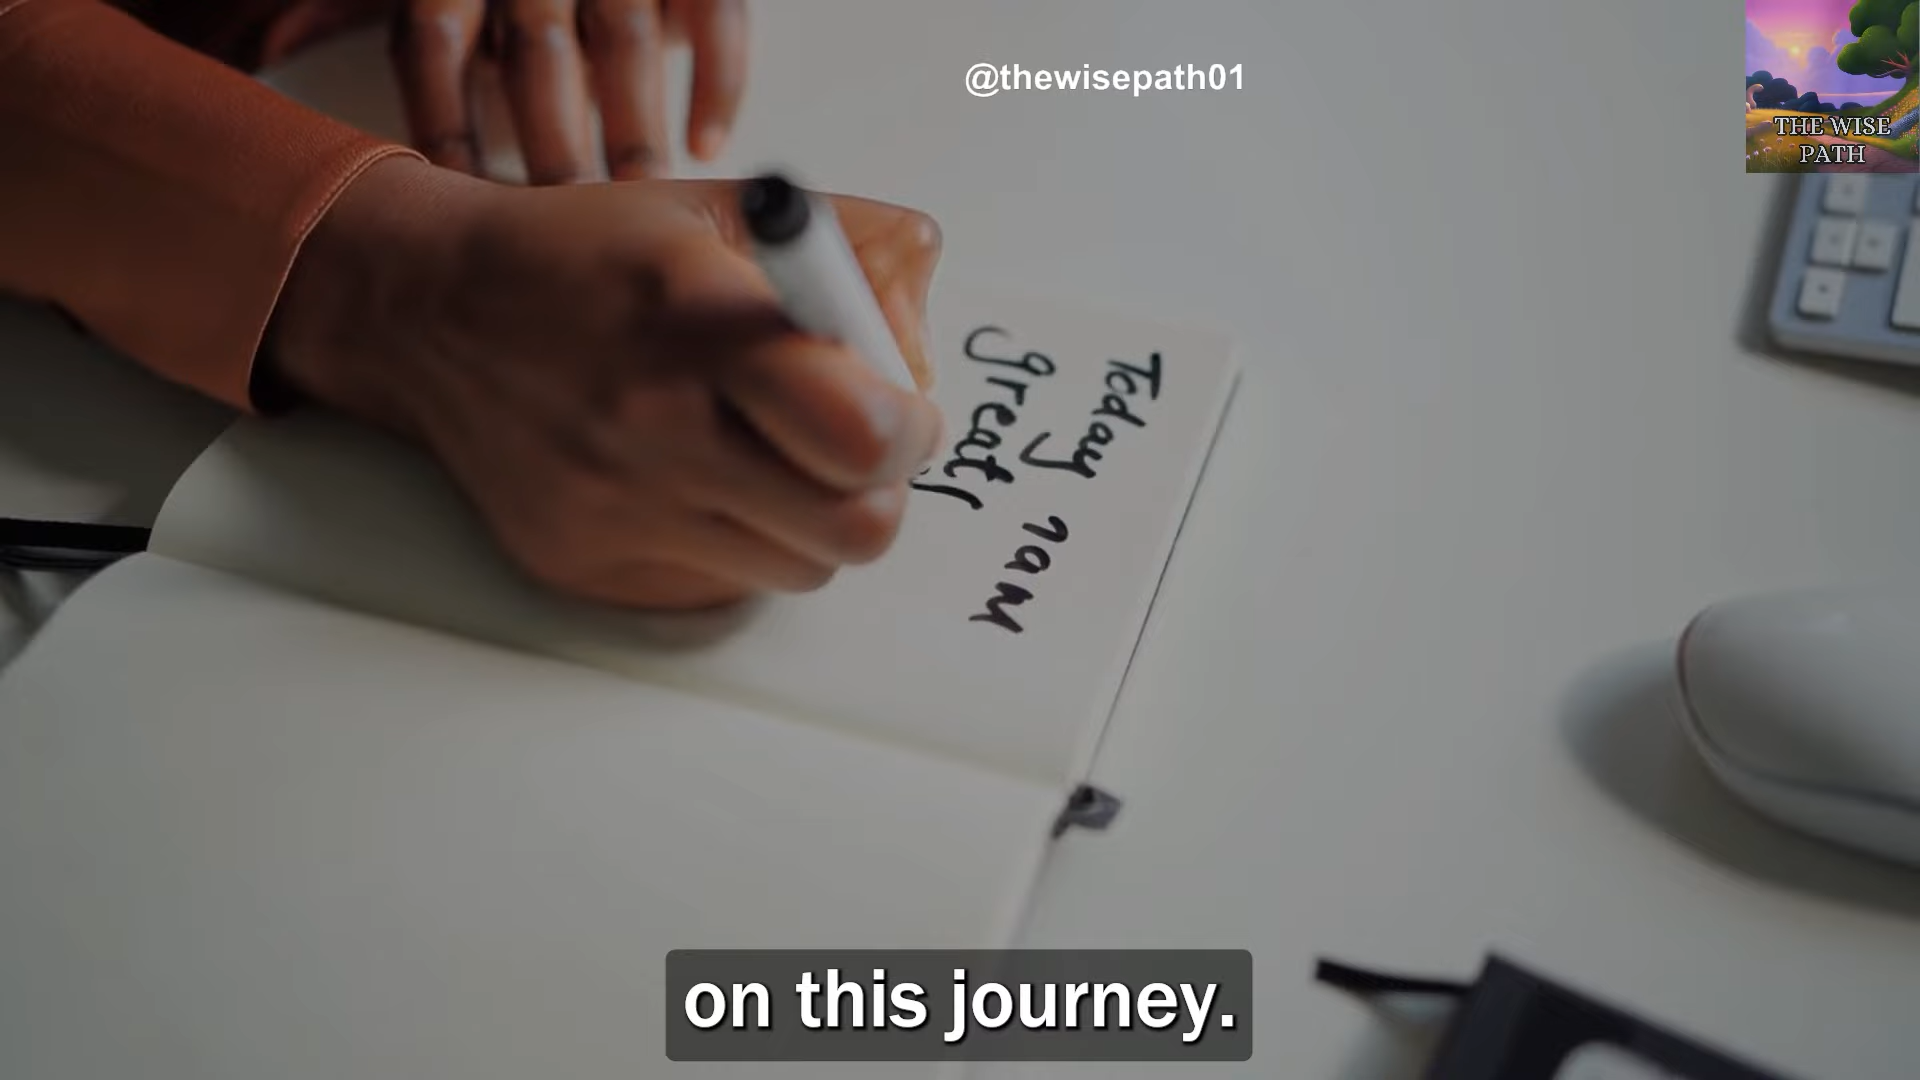 @thewisepath01
THE WISE
PATH
Today I am
great
on this journey.